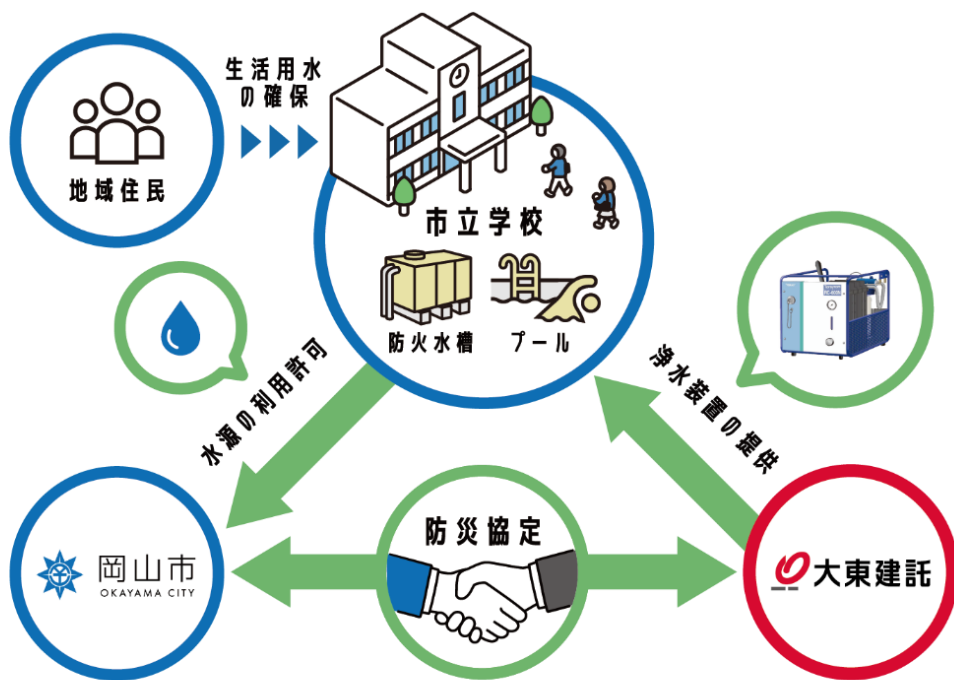 生活用水
の確保
地域住民
市立学校
防火水槽
プール
水源の利用許可
浄水装置の提供
防災協定
岡山市
OKAYAMA CITY
大東建託